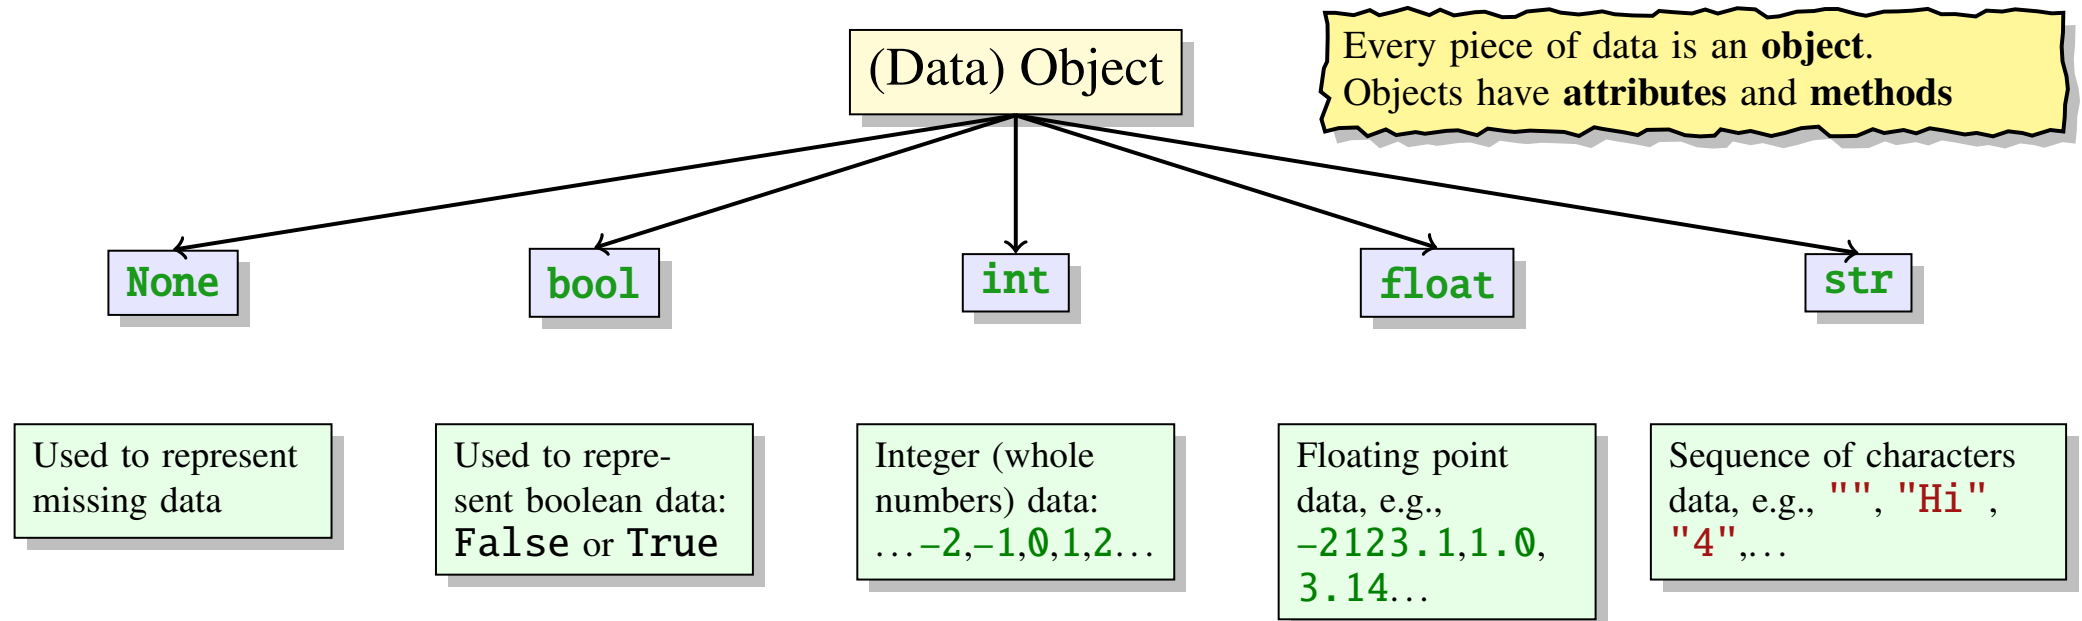 (Data) Object
Every piece of data is an object.
Objects have attributes and methods
None
bool
int
float
str
Used to represent
missing data
Used to repre-
sent boolean data:
False or True
Integer (whole
numbers) data:
...–2,–1,0,1,2...
Floating point
data, e.g.,
–2123.1,1.0,
3.14...
Sequence of characters
data, e.g., "", "Hi",
"4",...